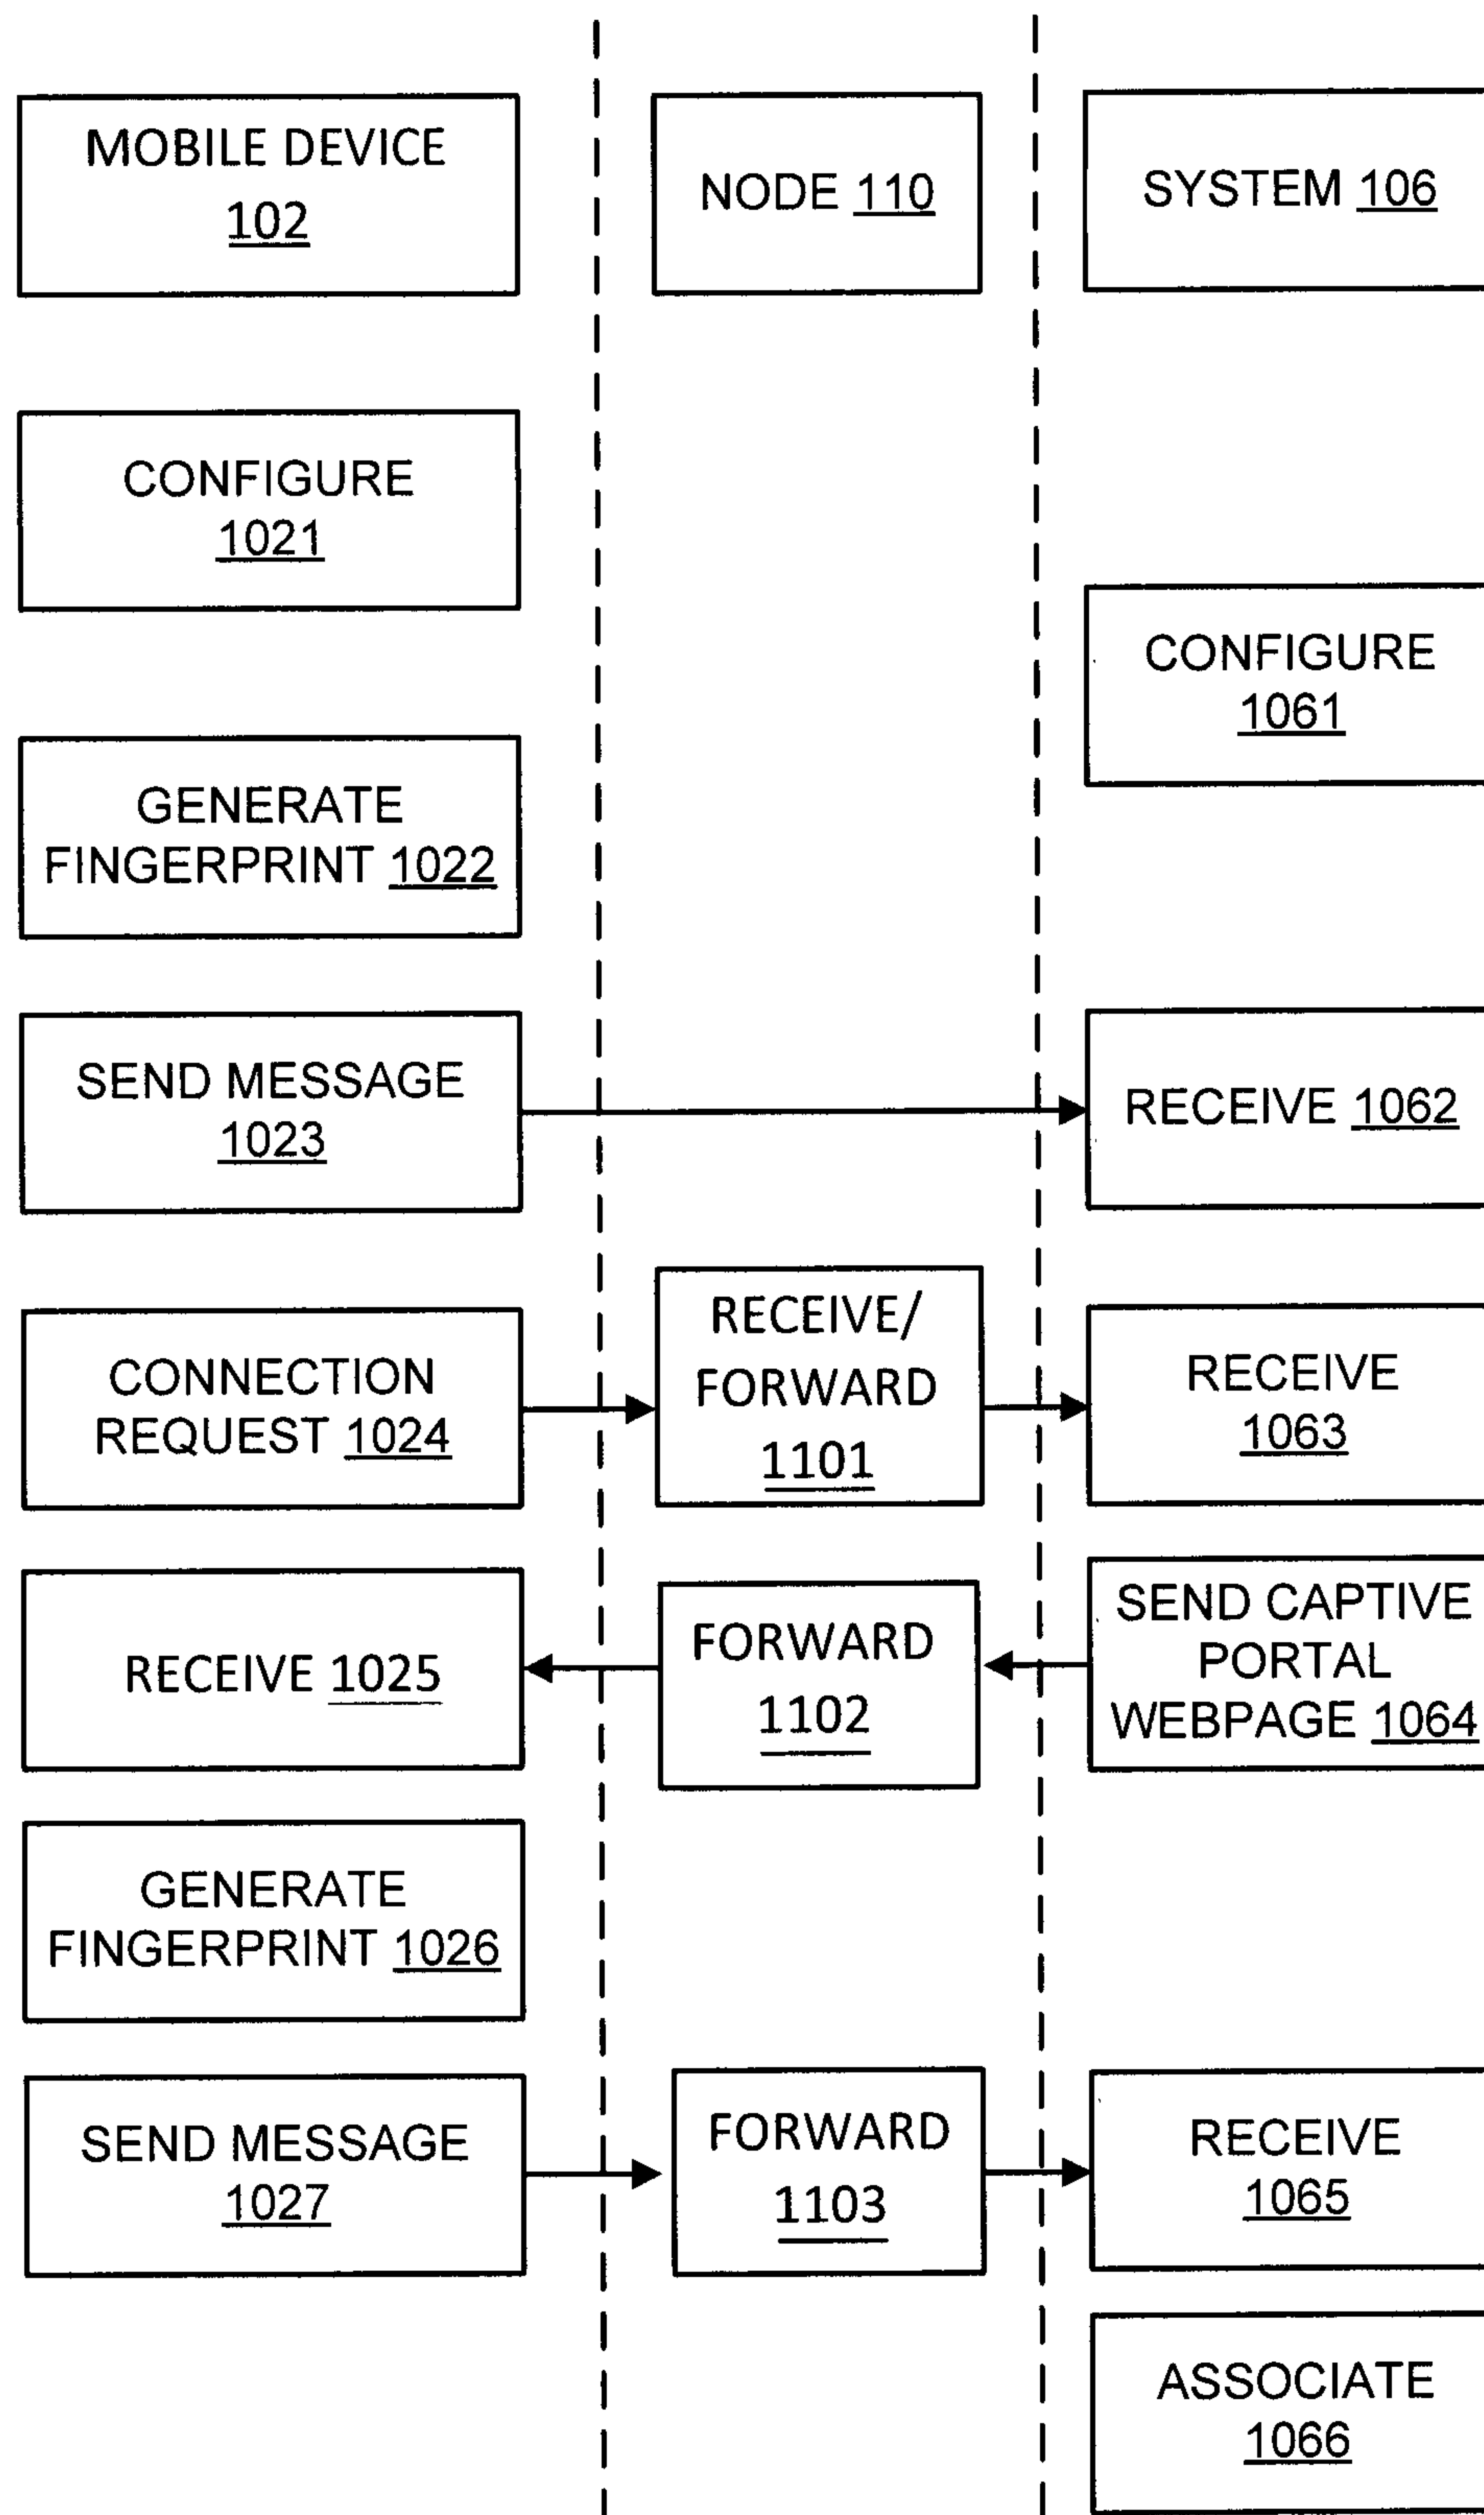 MOBILE DEVICE
102
NODE 110
SYSTEM 106
CONFIGURE
1021
CONFIGURE
1061
GENERATE
FINGERPRINT 1022
SEND MESSAGE
1023
RECEIVE 1062
CONNECTION
REQUEST 1024
RECEIVE/
FORWARD
1101
RECEIVE
1063
RECEIVE 1025
FORWARD
1102
SEND CAPTIVE
PORTAL
WEBPAGE 1064
GENERATE
FINGERPRINT 1026
SEND MESSAGE
1027
FORWARD
1103
RECEIVE
1065
ASSOCIATE
1066